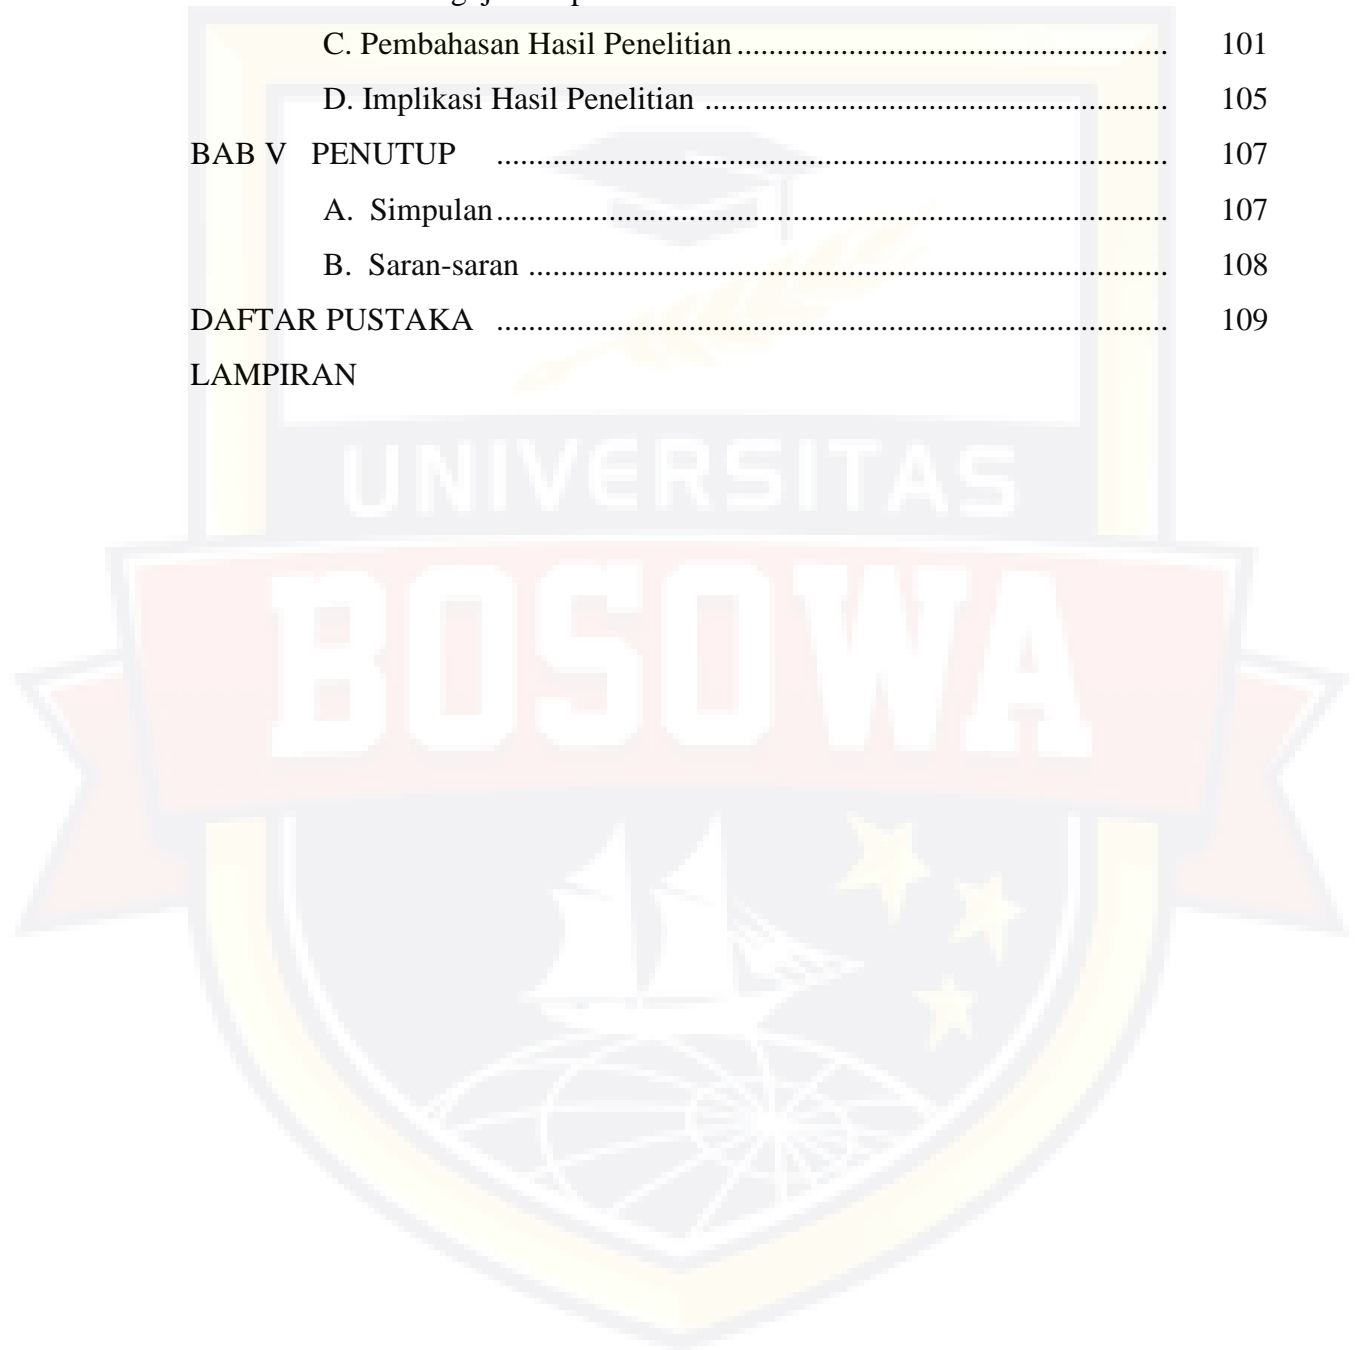 C. Pembahasan Hasil Penelitian ...................................................... 101
D. Implikasi Hasil Penelitian .......................................................... 105
BAB V PENUTUP .................................................................................... 107
A. Simpulan .................................................................................... 107
B. Saran-saran ................................................................................ 108
DAFTAR PUSTAKA .................................................................................... 109
LAMPIRAN
UNIVERSITAS
BOSOWA